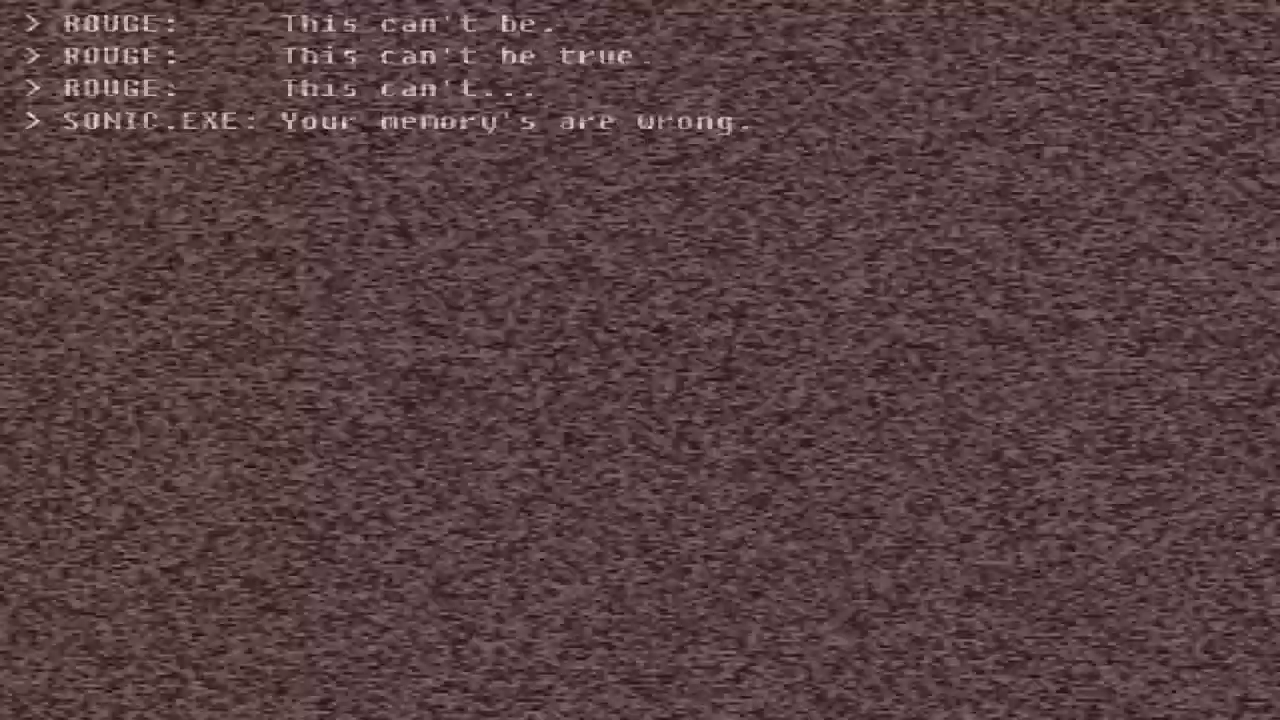 > ROUGE: This can't be.
> ROUGE: This can't be true.
> ROUGE: This can't...
> SONIC.EXE: Your memory's are wrong.